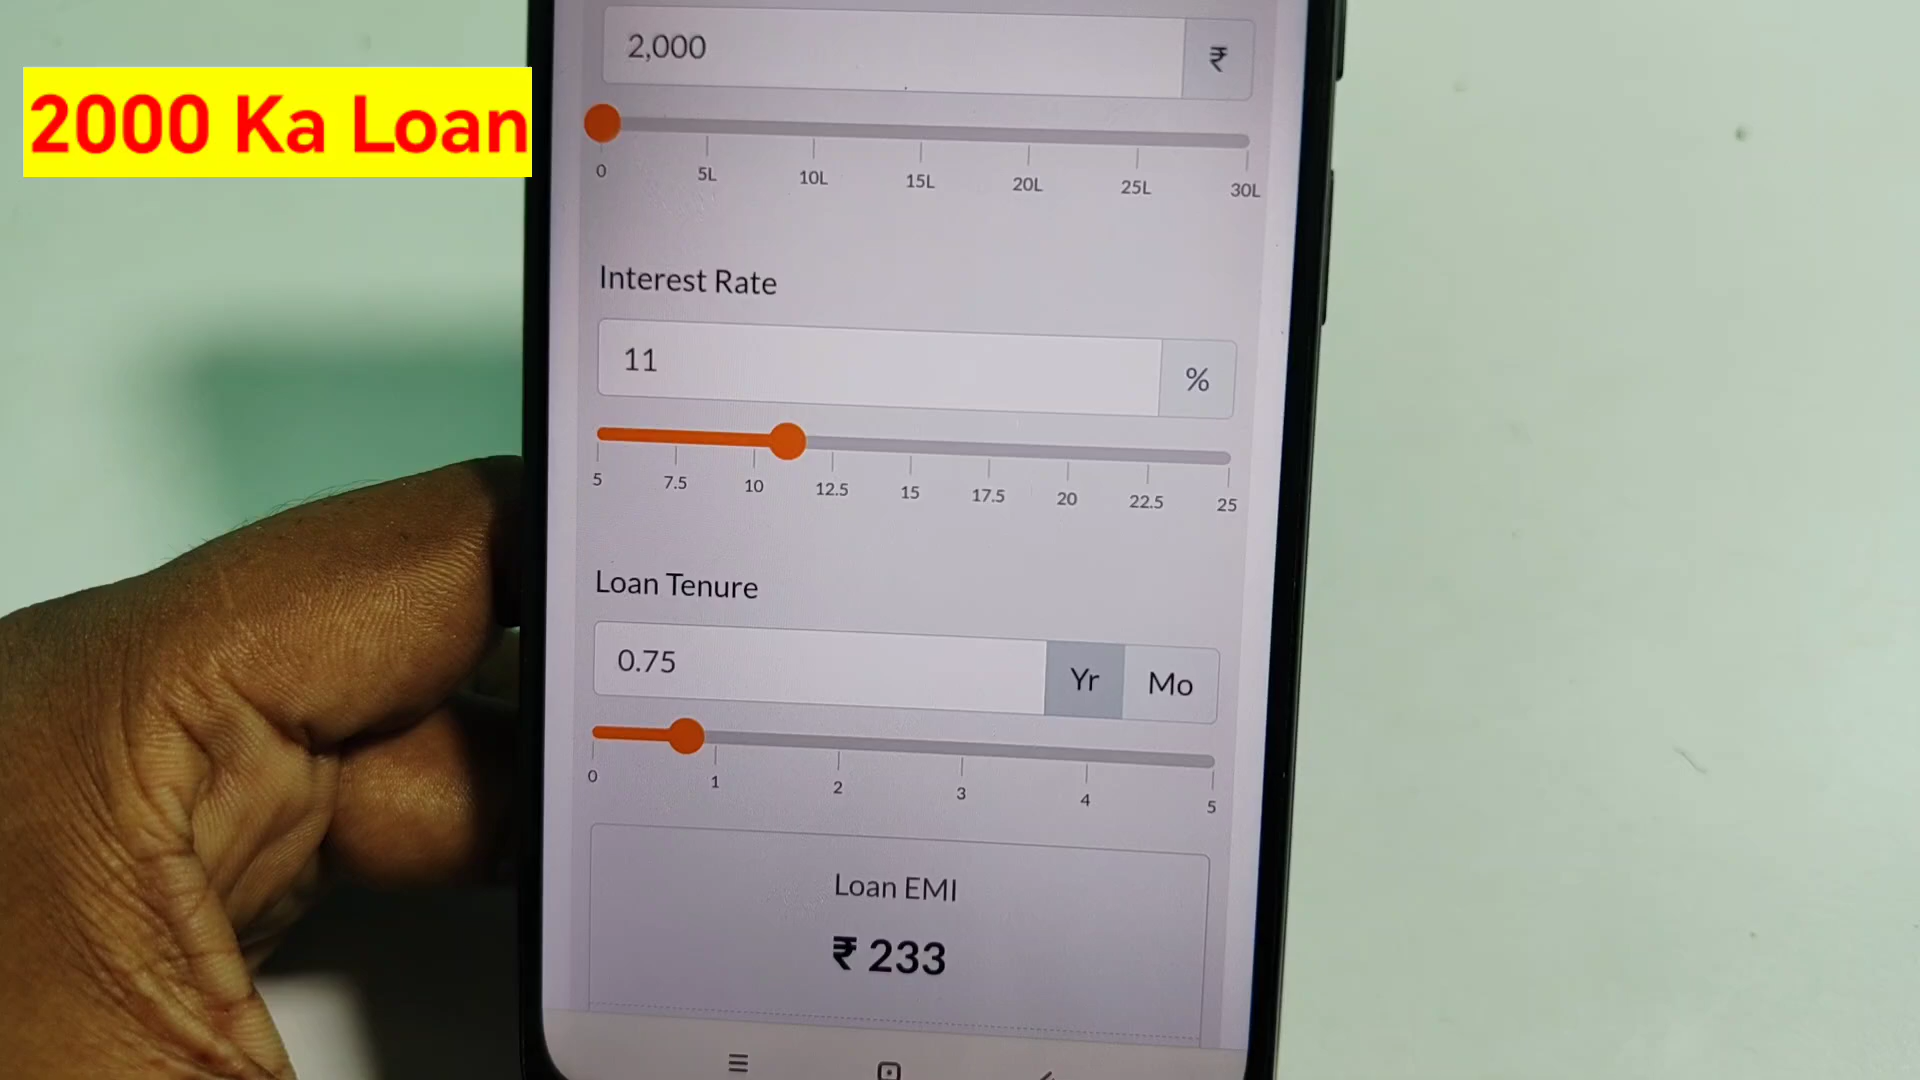 2000 Ka Loan
2,000 ₹
0 5L 10L 15L 20L 25L 30L
Interest Rate
11 %
5 7.5 10 12.5 15 17.5 20 22.5 25
Loan Tenure
0.75 Yr Mo
0 1 2 3 4 5
Loan EMI
₹ 233